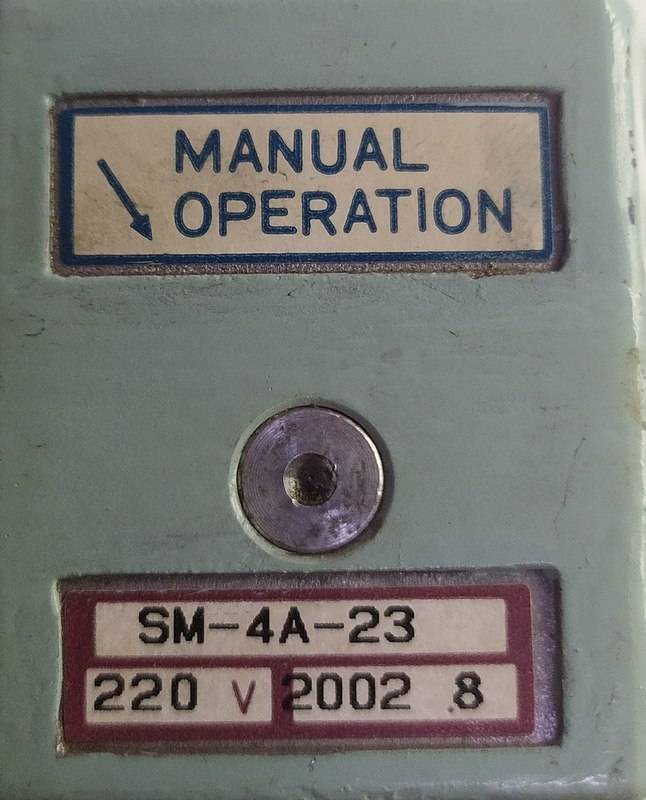 MANUAL
OPERATION
SM-4A-23
220 V 2002 .8